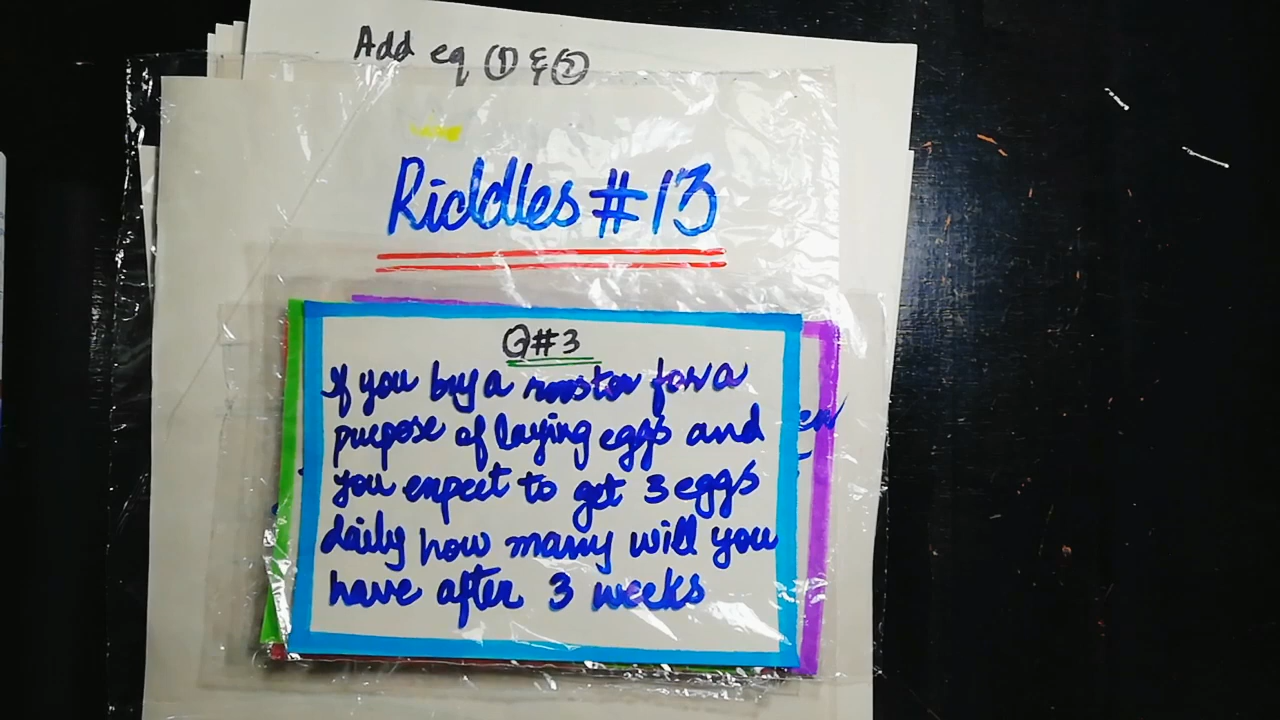 Add eq ① & ②
Riddles #13
Q#3
If you buy a rooster for a
purpose of laying eggs and
you expect to get 3 eggs
daily how many will you
have after 3 weeks